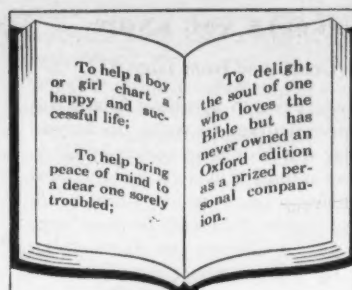 To help a boy
or girl chart a
happy and suc-
cessful life;
To help bring
peace of mind to
a dear one sorely
troubled;
To delight
the soul of one
who loves the
Bible but has
never owned an
Oxford edition
as a prized per-
sonal compan-
ion.